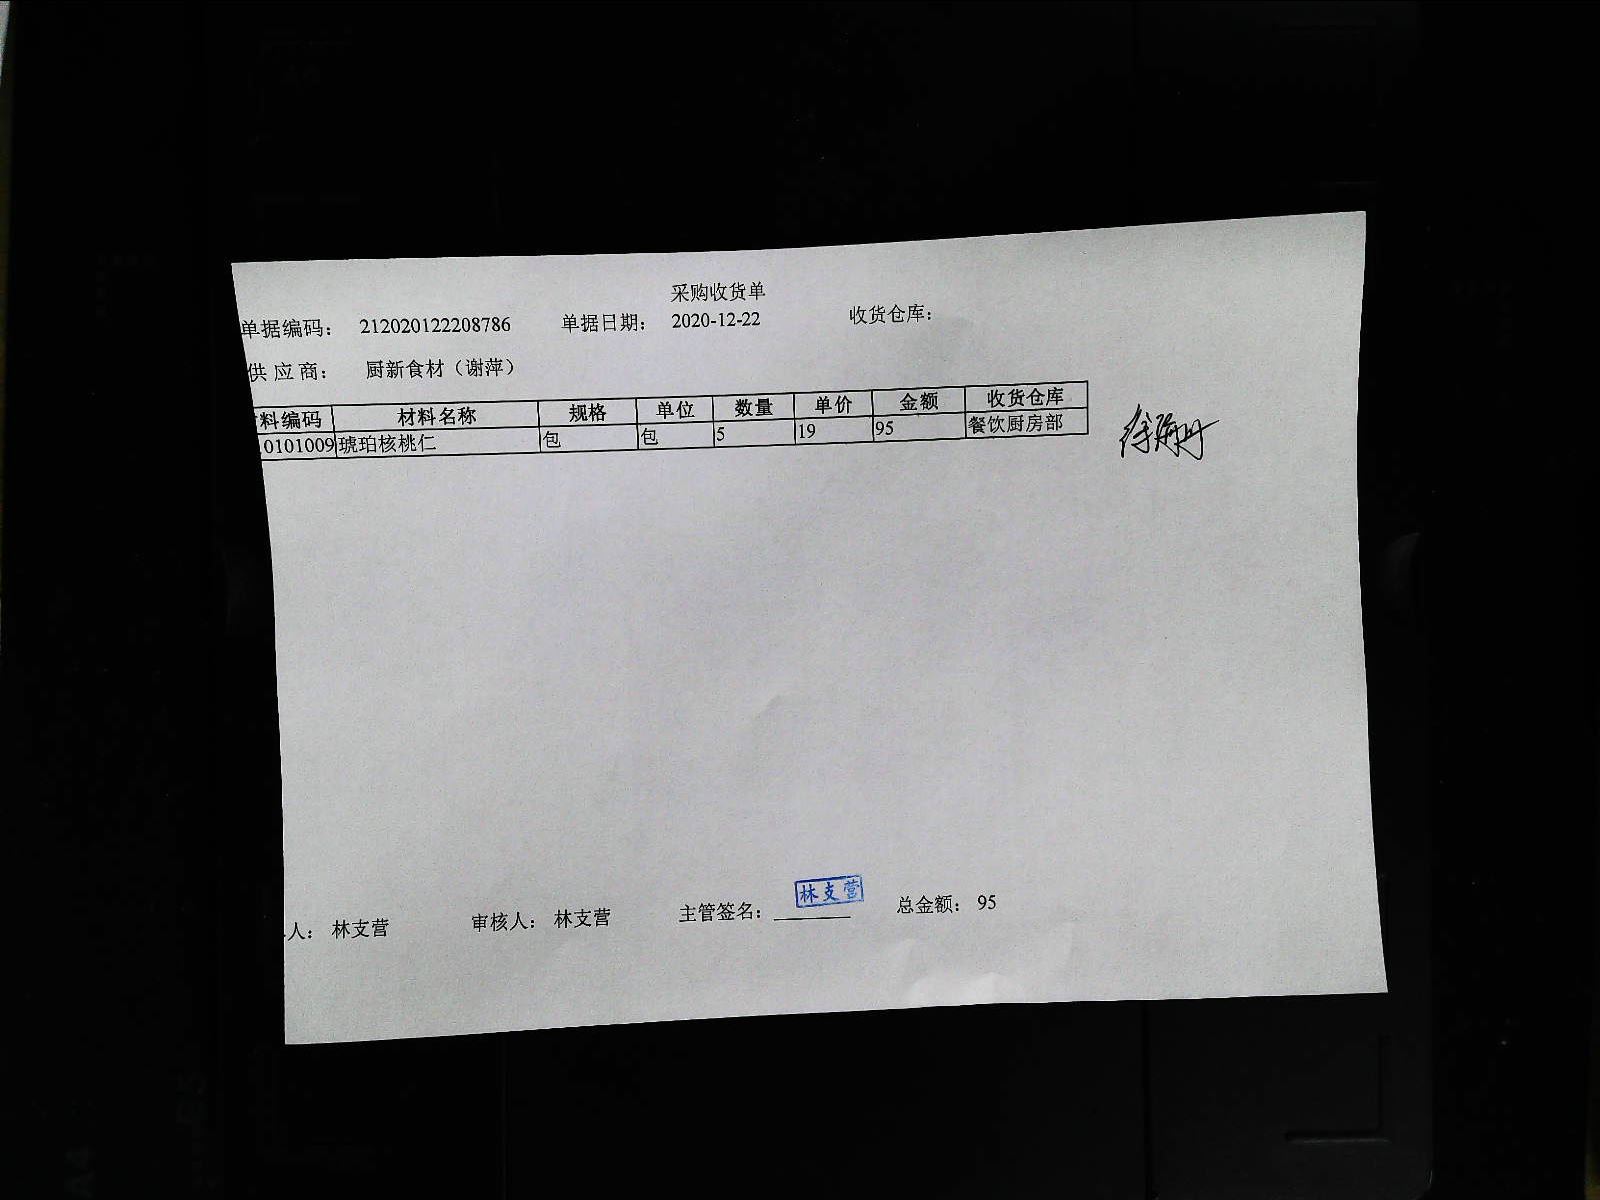 采购收货单
单据编码： 212020122208786 单据日期： 2020-12-22 收货仓库：
供 应 商： 厨新食材（谢萍）
料编码 材料名称 规格 单位 数量 单价 金额 收货仓库
0101009 琥珀核桃仁 包 包 5 19 95 餐饮厨房部
人： 林支营 审核人： 林支营 主管签名： 林支营 总金额： 95